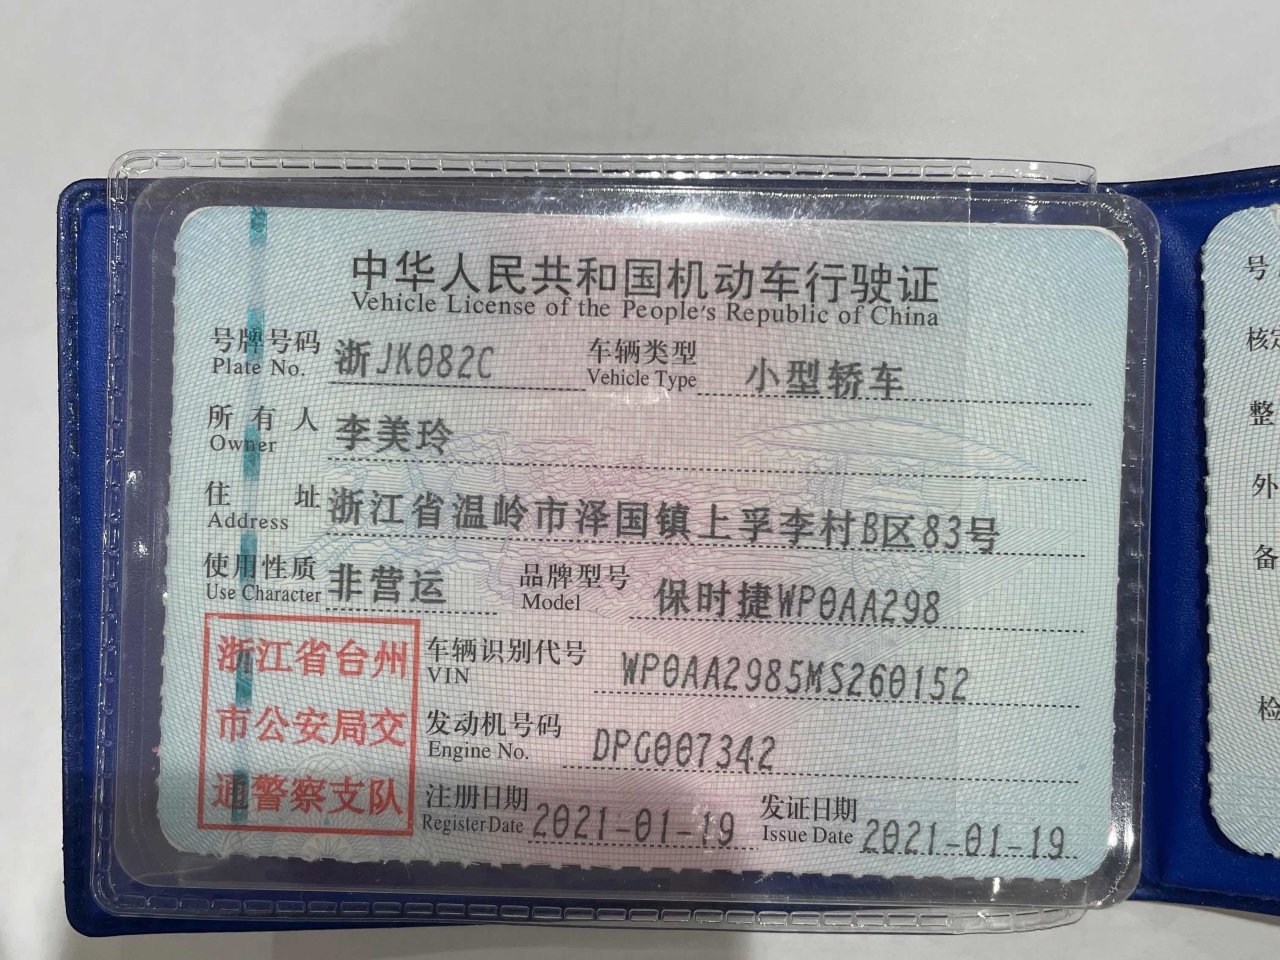 中华人民共和国机动车行驶证
Vehicle License of the People's Republic of China
号牌号码 浙JK082C 车辆类型 小型轿车
Plate No. Vehicle Type
所有人 李美玲
Owner
住址 浙江省温岭市泽国镇上孚李村B区83号
Address
使用性质 非营运 品牌型号 保时捷WP0AA298
Use Character Model
浙江省台州
市公安局交
通警察支队
车辆识别代号 WP0AA2985MS260152
VIN
发动机号码 DPG007342
Engine No.
注册日期 2021-01-19 发证日期 2021-01-19
Register Date Issue Date
号
核定
整
外
备
检